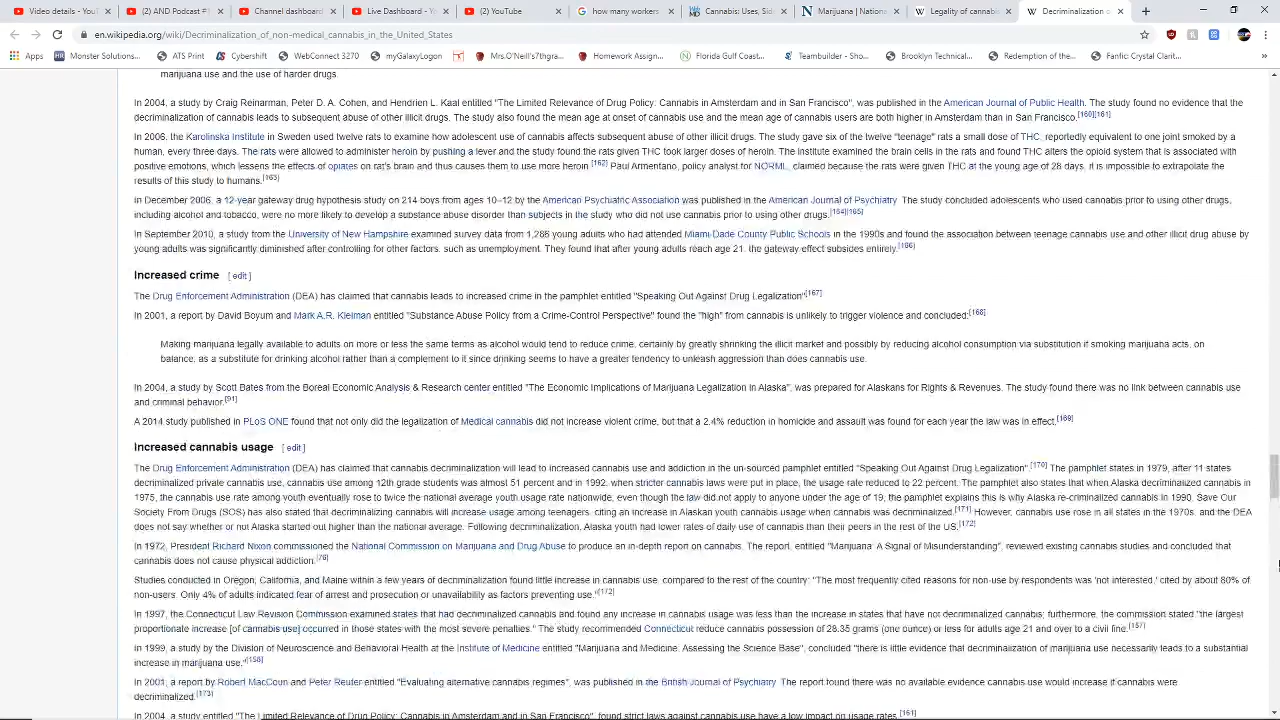 Video details - YouTu
(2) AND Podcast #1
Channel dashboard
Live Dashboard - Yo
(2) YouTube
how many workers
Cannabis: Uses, Side
Marijuana | Nationa
Legality of cannabis
Decriminalization o
en.wikipedia.org/wiki/Decriminalization_of_non-medical_cannabis_in_the_United_States
Apps
Monster Solutions...
ATS Print
Cybershift
WebConnect 3270
myGalaxyLogon
Mrs.O'Neill's7thgra...
Homework Assign...
Florida Gulf Coast...
Teambuilder - Sho...
Brooklyn Technical...
Redemption of the...
Fanfic: Crystal Clarit...
marijuana use and the use of harder drugs.
In 2004, a study by Craig Reinarman, Peter D. A. Cohen, and Hendrien L. Kaal entitled "The Limited Relevance of Drug Policy: Cannabis in Amsterdam and in San Francisco", was published in the American Journal of Public Health. The study found no evidence that the
decriminalization of cannabis leads to subsequent abuse of other illicit drugs. The study also found the mean age at onset of cannabis use and the mean age of cannabis users are both higher in Amsterdam than in San Francisco.[160][161]
In 2006, the Karolinska Institute in Sweden used twelve rats to examine how adolescent use of cannabis affects subsequent abuse of other illicit drugs. The study gave six of the twelve "teenage" rats a small dose of THC, reportedly equivalent to one joint smoked by a
human, every three days. The rats were allowed to administer heroin by pushing a lever and the study found the rats given THC took larger doses of heroin. The institute examined the brain cells in the rats and found THC alters the opioid system that is associated with
positive emotions, which lessens the effects of opiates on rat's brain and thus causes them to use more heroin.[162] Paul Armentano, policy analyst for NORML, claimed because the rats were given THC at the young age of 28 days, it is impossible to extrapolate the
results of this study to humans.[163]
In December 2006, a 12-year gateway drug hypothesis study on 214 boys from ages 10–12 by the American Psychiatric Association was published in the American Journal of Psychiatry. The study concluded adolescents who used cannabis prior to using other drugs,
including alcohol and tobacco, were no more likely to develop a substance abuse disorder than subjects in the study who did not use cannabis prior to using other drugs.[164][165]
In September 2010, a study from the University of New Hampshire examined survey data from 1,286 young adults who had attended Miami-Dade County Public Schools in the 1990s and found the association between teenage cannabis use and other illicit drug abuse by
young adults was significantly diminished after controlling for other factors, such as unemployment. They found that after young adults reach age 21, the gateway effect subsides entirely.[166]
Increased crime [ edit ]
The Drug Enforcement Administration (DEA) has claimed that cannabis leads to increased crime in the pamphlet entitled "Speaking Out Against Drug Legalization"[167]
In 2001, a report by David Boyum and Mark A.R. Kleiman entitled "Substance Abuse Policy from a Crime-Control Perspective" found the "high" from cannabis is unlikely to trigger violence and concluded:[168]
Making marijuana legally available to adults on more or less the same terms as alcohol would tend to reduce crime, certainly by greatly shrinking the illicit market and possibly by reducing alcohol consumption via substitution if smoking marijuana acts, on
balance, as a substitute for drinking alcohol rather than a complement to it since drinking seems to have a greater tendency to unleash aggression than does cannabis use.
In 2004, a study by Scott Bates from the Boreal Economic Analysis & Research center entitled "The Economic Implications of Marijuana Legalization in Alaska", was prepared for Alaskans for Rights & Revenues. The study found there was no link between cannabis use
and criminal behavior.[91]
A 2014 study published in PLoS ONE found that not only did the legalization of Medical cannabis did not increase violent crime, but that a 2.4% reduction in homicide and assault was found for each year the law was in effect.[169]
Increased cannabis usage [ edit ]
The Drug Enforcement Administration (DEA) has claimed that cannabis decriminalization will lead to increased cannabis use and addiction in the un-sourced pamphlet entitled "Speaking Out Against Drug Legalization".[170] The pamphlet states in 1979, after 11 states
decriminalized private cannabis use, cannabis use among 12th grade students was almost 51 percent and in 1992, when stricter cannabis laws were put in place, the usage rate reduced to 22 percent. The pamphlet also states that when Alaska decriminalized cannabis in
1975, the cannabis use rate among youth eventually rose to twice the national average youth usage rate nationwide, even though the law did not apply to anyone under the age of 19, the pamphlet explains this is why Alaska re-criminalized cannabis in 1990. Save Our
Society From Drugs (SOS) has also stated that decriminalizing cannabis will increase usage among teenagers, citing an increase in Alaskan youth cannabis usage when cannabis was decriminalized.[171] However, cannabis use rose in all states in the 1970s, and the DEA
does not say whether or not Alaska started out higher than the national average. Following decriminalization, Alaska youth had lower rates of daily use of cannabis than their peers in the rest of the US.[172]
In 1972, President Richard Nixon commissioned the National Commission on Marijuana and Drug Abuse to produce an in-depth report on cannabis. The report, entitled "Marijuana: A Signal of Misunderstanding", reviewed existing cannabis studies and concluded that
cannabis does not cause physical addiction.[76]
Studies conducted in Oregon, California, and Maine within a few years of decriminalization found little increase in cannabis use, compared to the rest of the country; "The most frequently cited reasons for non-use by respondents was 'not interested,' cited by about 80% of
non-users. Only 4% of adults indicated fear of arrest and prosecution or unavailability as factors preventing use."[172]
In 1997, the Connecticut Law Revision Commission examined states that had decriminalized cannabis and found any increase in cannabis usage was less than the increase in states that have not decriminalized cannabis; furthermore, the commission stated "the largest
proportionate increase [of cannabis use] occurred in those states with the most severe penalties." The study recommended Connecticut reduce cannabis possession of 28.35 grams (one ounce) or less for adults age 21 and over to a civil fine.[157]
In 1999, a study by the Division of Neuroscience and Behavioral Health at the Institute of Medicine entitled "Marijuana and Medicine: Assessing the Science Base", concluded "there is little evidence that decriminalization of marijuana use necessarily leads to a substantial
increase in marijuana use."[158]
In 2001, a report by Robert MacCoun and Peter Reuter entitled "Evaluating alternative cannabis regimes", was published in the British Journal of Psychiatry. The report found there was no available evidence cannabis use would increase if cannabis were
decriminalized.[173]
In 2004, a study entitled "The Limited Relevance of Drug Policy: Cannabis in Amsterdam and in San Francisco", found strict laws against cannabis use have a low impact on usage rates.[161]